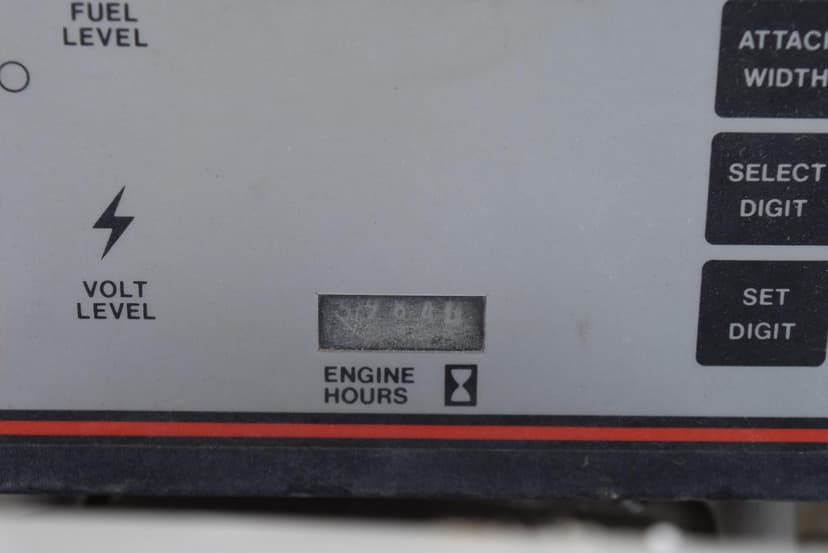 FUEL
LEVEL
ATTAC
WIDTH
SELECT
DIGIT
VOLT
LEVEL
SET
DIGIT
ENGINE
HOURS